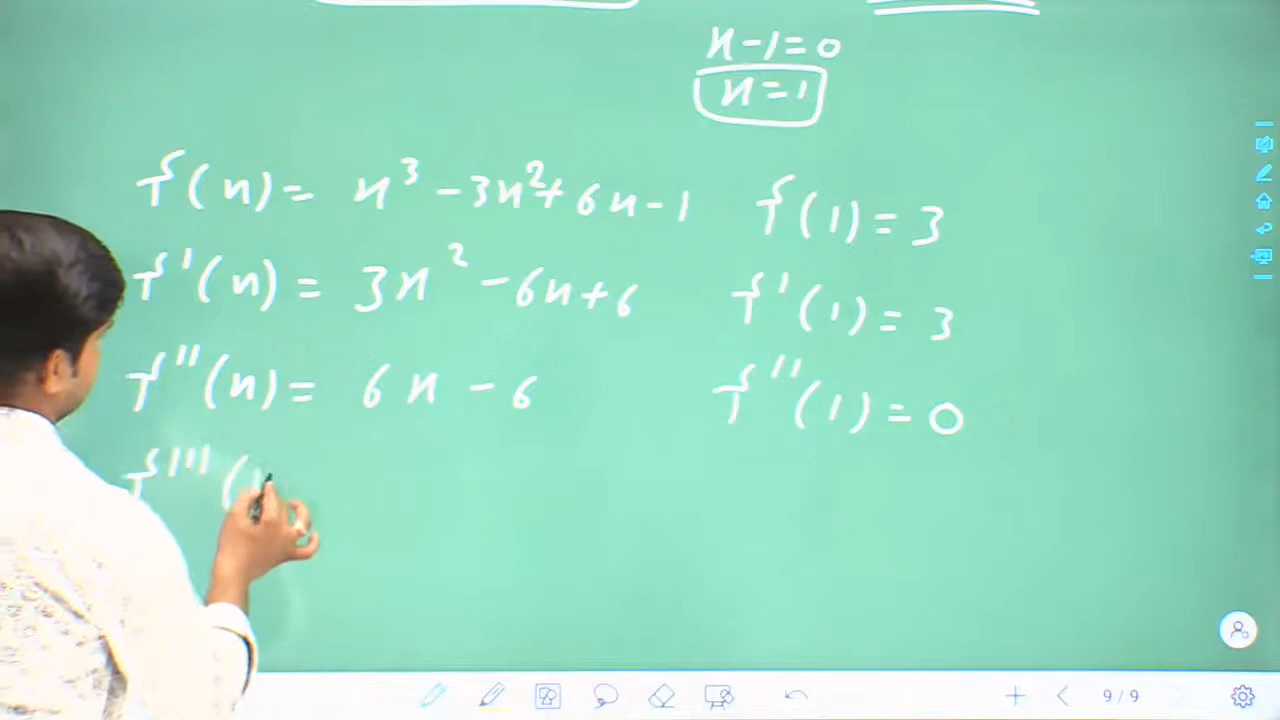 x-1=0
x=1
f(x)= x³-3x²+6x-1 f(1)=3
f'(x)= 3x²-6x+6 f'(1)=3
f''(x)= 6x-6 f''(1)=0
f'''(
9/9